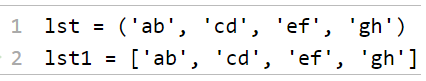 1 lst = ('ab', 'cd', 'ef', 'gh')
2 lst1 = ['ab', 'cd', 'ef', 'gh']